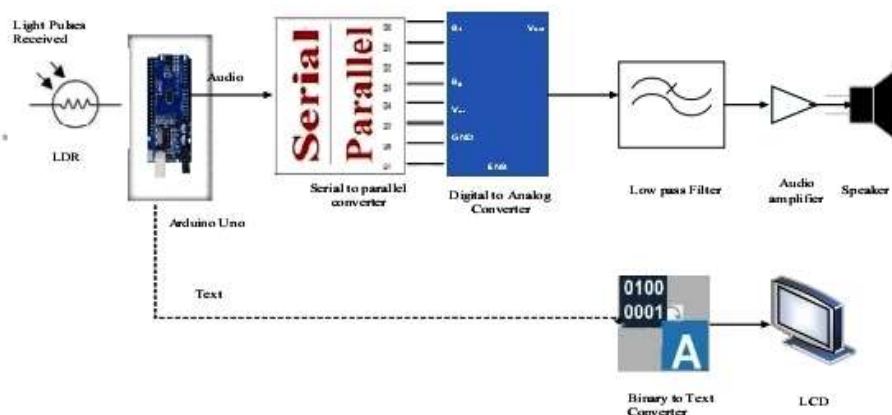 Light Pulses
Received
LDR
Arduino Uno
Audio
Serial
Parallel
Serial to parallel
converter
GND
Digital to Analog
Converter
Low pass Filter
Audio
amplifier
Speaker
Text
0100
0001
A
Binary to Text
Converter
LCD